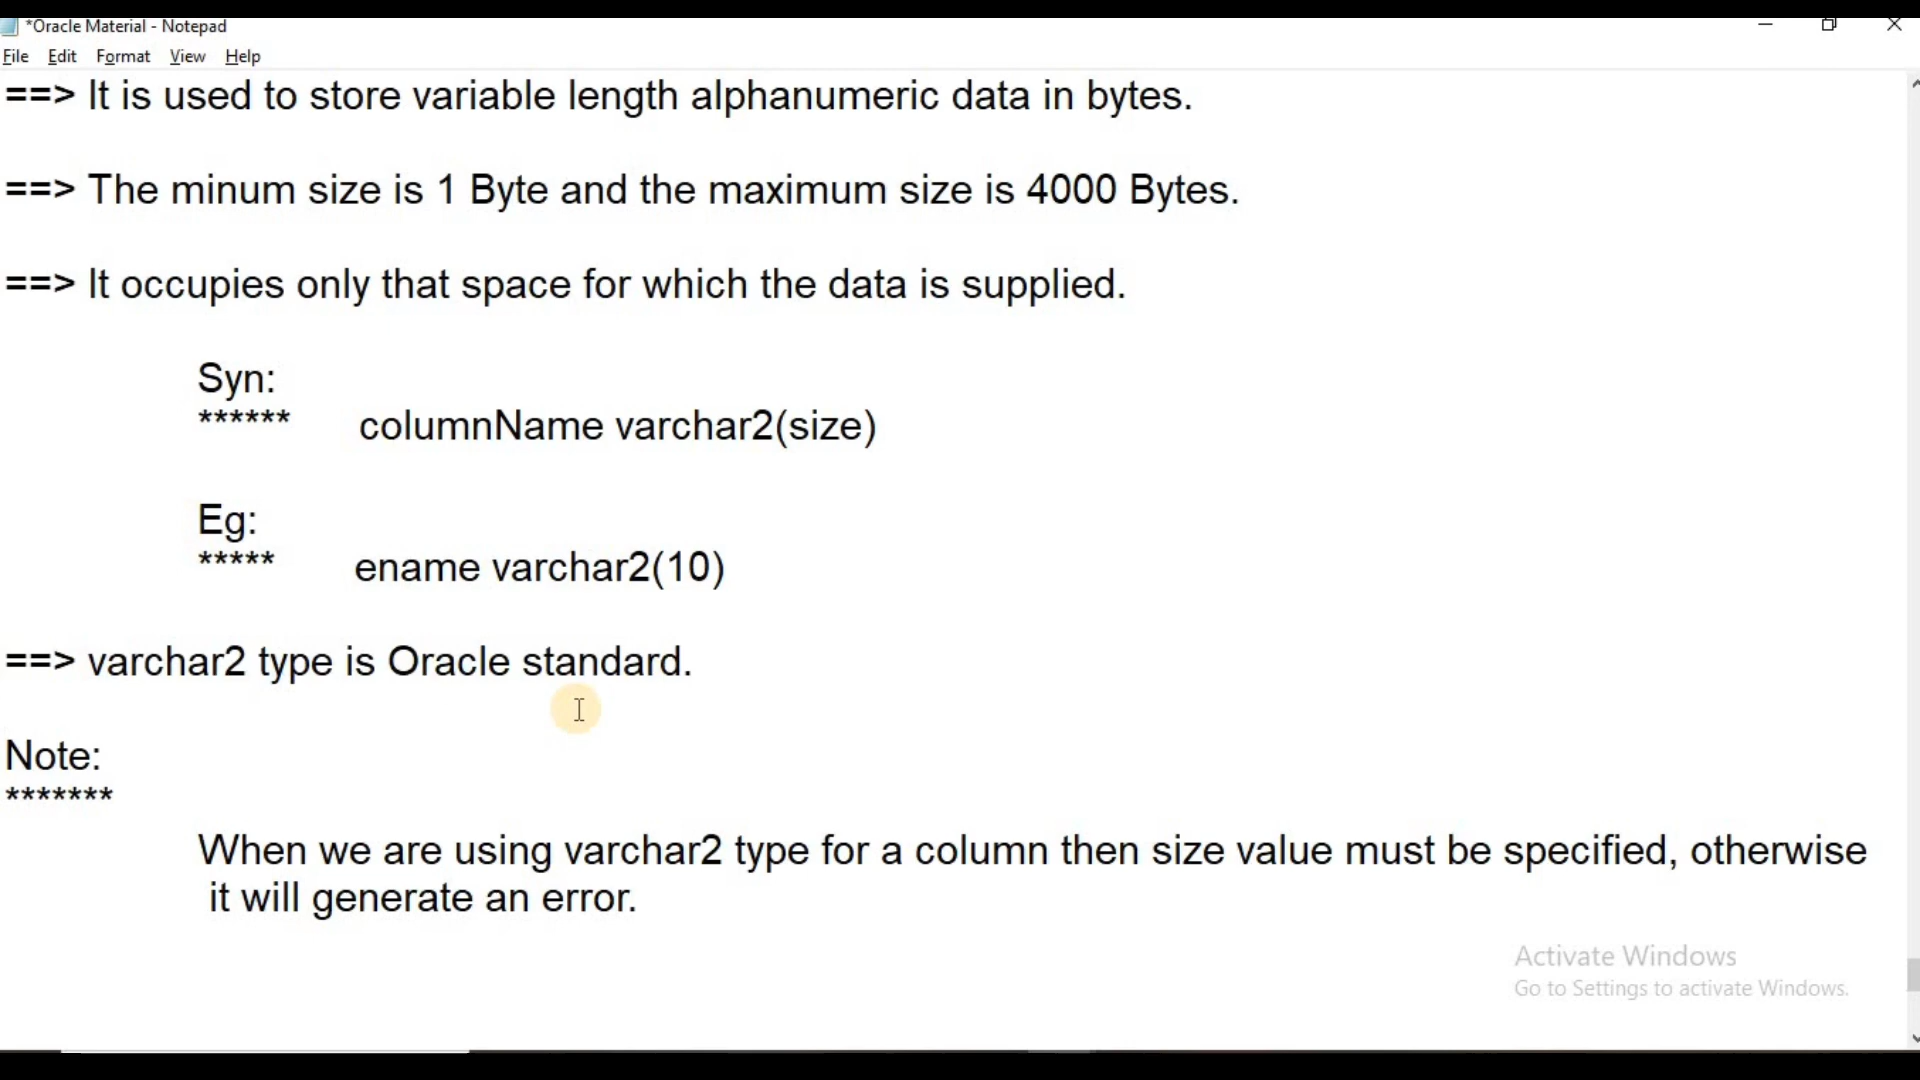 *Oracle Material - Notepad
File Edit Format View Help
==> It is used to store variable length alphanumeric data in bytes.
==> The minum size is 1 Byte and the maximum size is 4000 Bytes.
==> It occupies only that space for which the data is supplied.
Syn:
****** columnName varchar2(size)
Eg:
***** ename varchar2(10)
==> varchar2 type is Oracle standard.
Note:
*******
When we are using varchar2 type for a column then size value must be specified, otherwise
it will generate an error.
Activate Windows
Go to Settings to activate Windows.